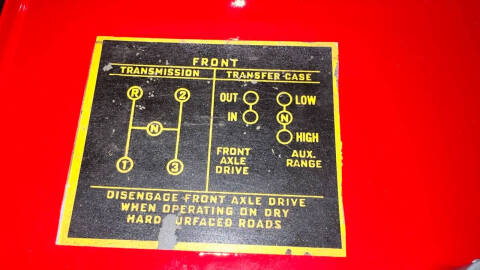 FRONT
TRANSMISSION TRANSFER-CASE
R 2 OUT LOW
N IN N
1 3 HIGH
FRONT AUX.
AXLE RANGE
DRIVE
DISENGAGE FRONT AXLE DRIVE
WHEN OPERATING ON DRY
HARD SURFACED ROADS